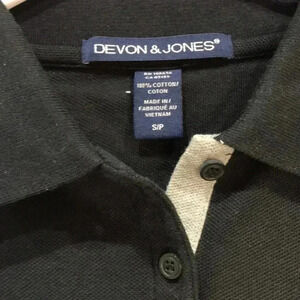 DEVON & JONES®
100% COTTON/
COTON
MADE IN/
FABRIQUÉ AU
VIETNAM
S/P